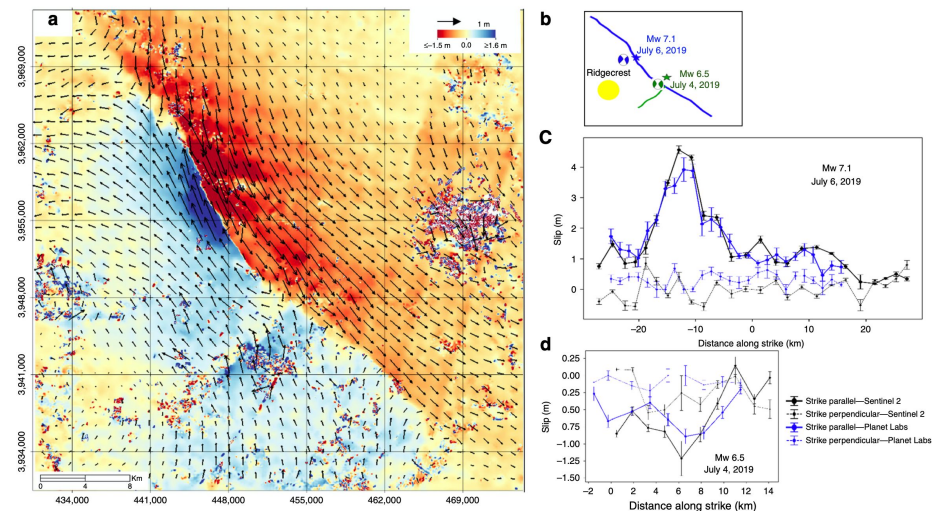 a
1 m
≤–1.5 m 0.0 ≥1.6 m
3,969,000
3,962,000
3,955,000
3,948,000
3,941,000
3,934,000
Km
0 4 8
434,000 441,000 448,000 455,000 462,000 469,000
b
Mw 7.1
July 6, 2019
Ridgecrest
Mw 6.5
July 4, 2019
c
Mw 7.1
July 6, 2019
Slip (m)
4
3
2
1
0
–20 –10 0 10 20
Distance along strike (km)
d
Slip (m)
0.25
0.00
0.25
0.50
0.75
–1.00
–1.25
–1.50
Mw 6.5
July 4, 2019
–2 0 2 4 6 8 10 12 14
Distance along strike (km)
Strike parallel—Sentinel 2
Strike perpendicular—Sentinel 2
Strike parallel—Planet Labs
Strike perpendicular—Planet Labs